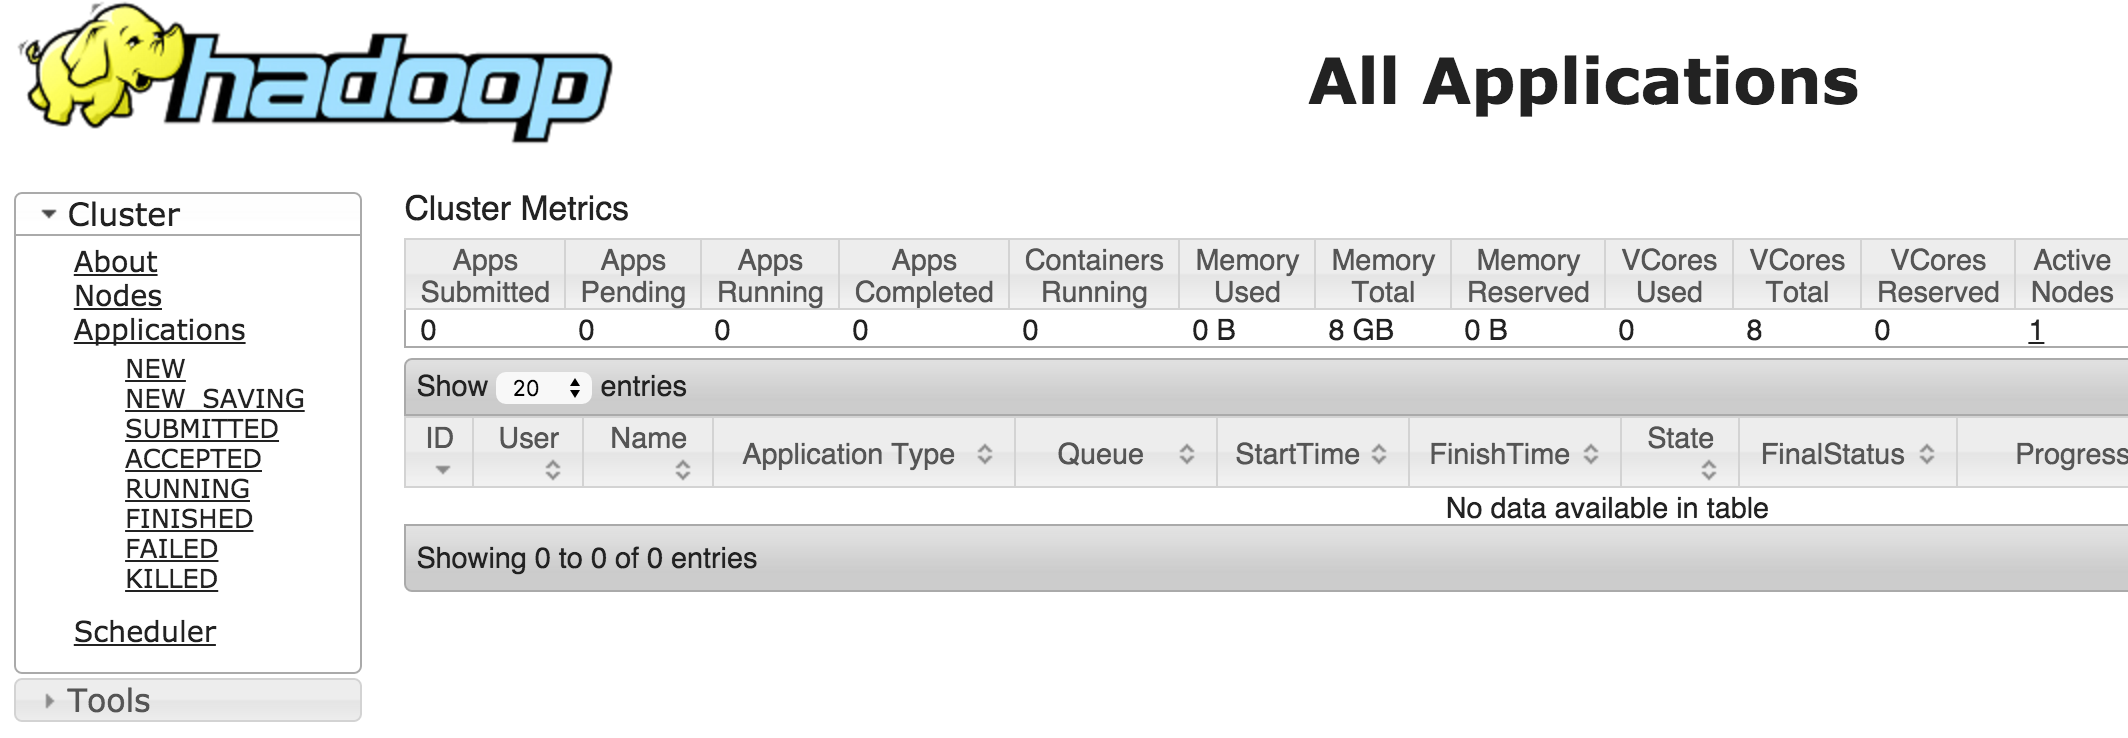 hadoop
All Applications
Cluster
About
Nodes
Applications
NEW
NEW_SAVING
SUBMITTED
ACCEPTED
RUNNING
FINISHED
FAILED
KILLED
Scheduler
Tools
Cluster Metrics
Apps Submitted Apps Pending Apps Running Apps Completed Containers Running Memory Used Memory Total Memory Reserved VCores Used VCores Total VCores Reserved Active Nodes
0 0 0 0 0 0 B 8 GB 0 B 0 8 0 1
Show 20 entries
ID User Name Application Type Queue StartTime FinishTime State FinalStatus Progress
No data available in table
Showing 0 to 0 of 0 entries